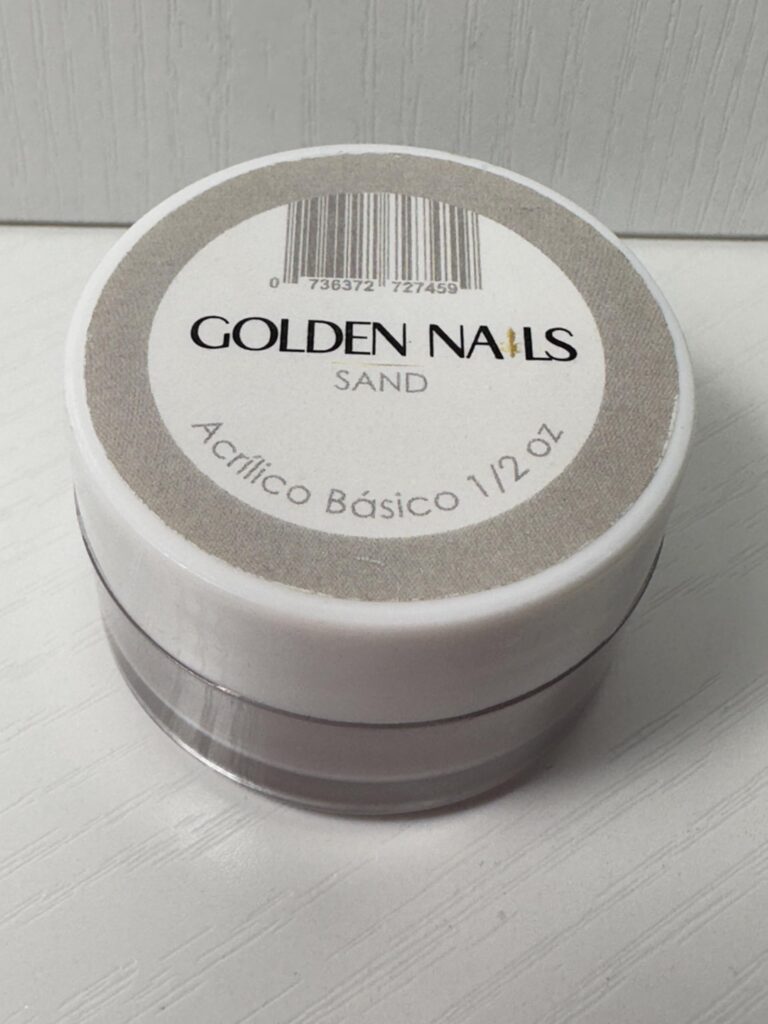 0 736372 727459
GOLDEN NAILS
SAND
Acrílico Básico 1/2 oz